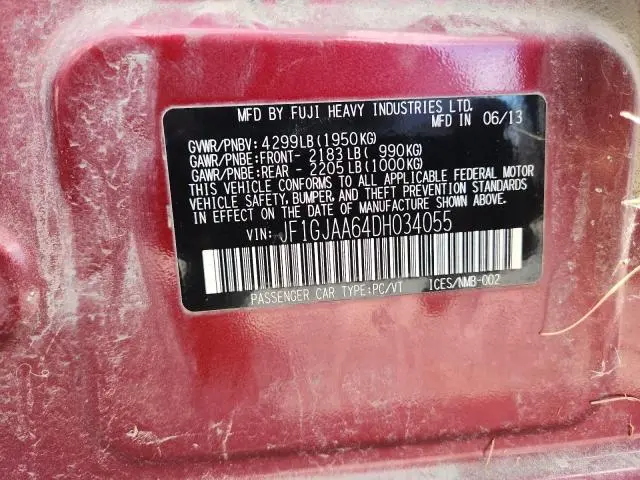 MFD BY FUJI HEAVY INDUSTRIES LTD.
MFD IN 06/13
GVWR/PNBV: 4299LB(1950KG)
GAWR/PNBE:FRONT- 2183LB( 990KG)
GAWR/PNBE:REAR - 2205LB(1000KG)
THIS VEHICLE CONFORMS TO ALL APPLICABLE FEDERAL MOTOR
VEHICLE SAFETY, BUMPER, AND THEFT PREVENTION STANDARDS
IN EFFECT ON THE DATE OF MANUFACTURE SHOWN ABOVE.
VIN: JF1GJAA64DH034055
PASSENGER CAR TYPE:PC/VT ICES/NMB-002